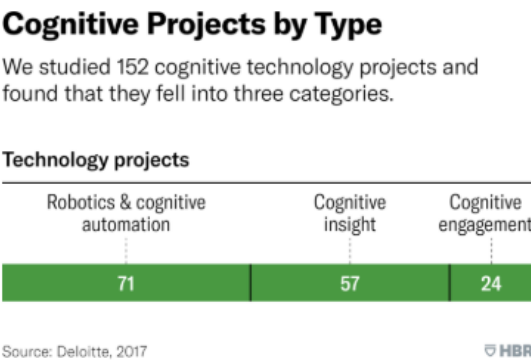 Cognitive Projects by Type
We studied 152 cognitive technology projects and
found that they fell into three categories.
Technology projects
Robotics & cognitive
automation
Cognitive
insight
Cognitive
engagement
71
57
24
Source: Deloitte, 2017
HBR